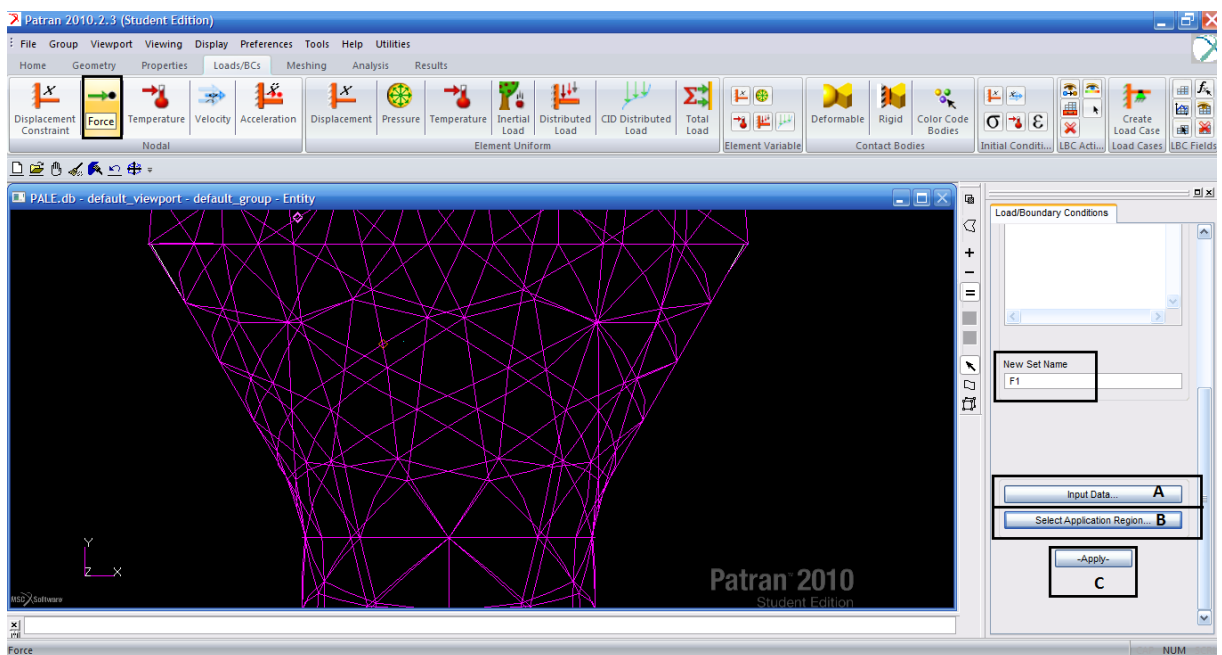 Patran 2010.2.3 (Student Edition)
File Group Viewport Viewing Display Preferences Tools Help Utilities
Home Geometry Properties Loads/BCs Meshing Analysis Results
Displacement Constraint
Force
Temperature
Velocity
Acceleration
Displacement
Pressure
Temperature
Inertial Load
Distributed Load
CID Distributed Load
Total Load
Deformable
Rigid
Color Code Bodies
Create Load Case
Nodal
Element Uniform
Element Variable
Contact Bodies
Initial Conditi...
LBC Acti...
Load Cases
LBC Fields
PALE.db - default_viewport - default_group - Entity
Load/Boundary Conditions
New Set Name
F1
Input Data... A
Select Application Region... B
-Apply-
C
Y
Z X
MSC Software
Patran 2010
Student Edition
Force
NUM